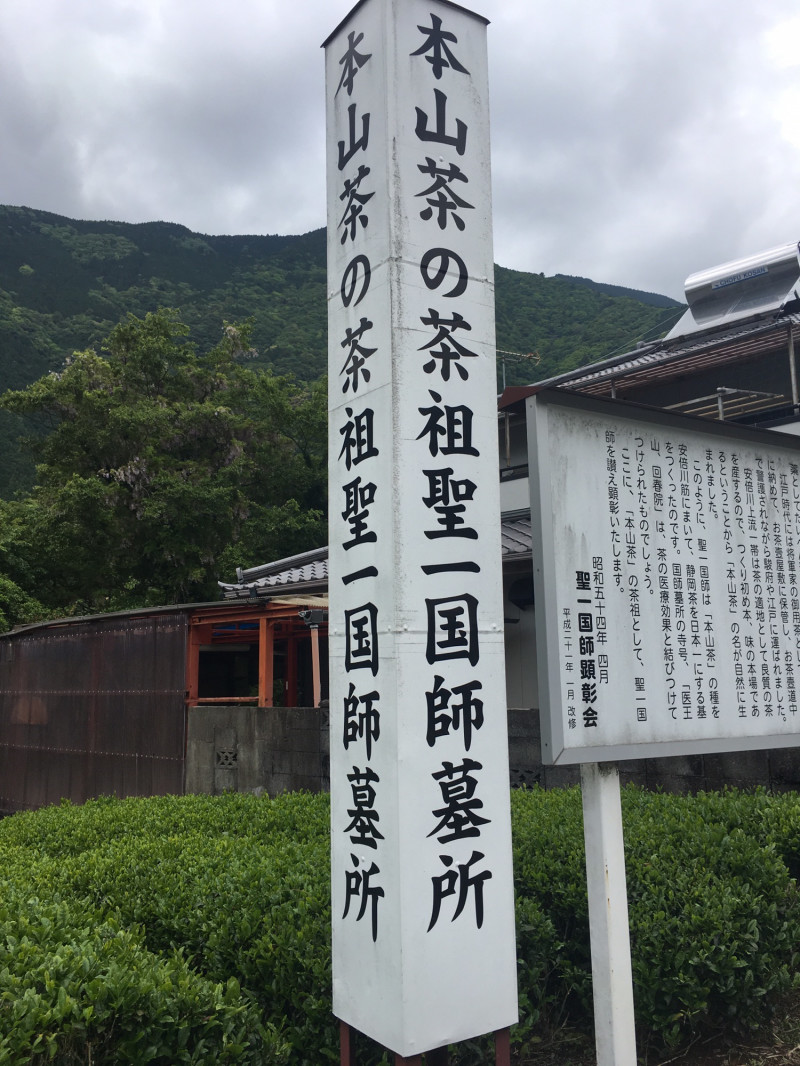 本山茶の茶祖聖一国師墓所
本山茶の茶祖聖一国師墓所
薬として
江戸時代には将軍家の御用茶として
に納めて、お茶壺屋敷に保管し、お茶壺道中
で警護されながら駿府や江戸に運ばれました。
安倍川上流一帯は茶の適地として良質の茶
を産するので、つくり初め本、味の本場であ
るということから「本山茶」の名が自然に生
まれました。
このように、聖一国師は「本山茶」の種を
安倍川筋にまいて、静岡茶を日本一にする基
をつくったのです。国師墓所の寺号、「医王
山、回春院」は、茶の医療効果と結びつけて
つけられたものでしょう。
ここに、「本山茶」の茶祖として、聖一国
師を讃え顕彰いたします。
昭和五十四年 四月
聖一国師顕彰会
平成二十一年 一月 改修